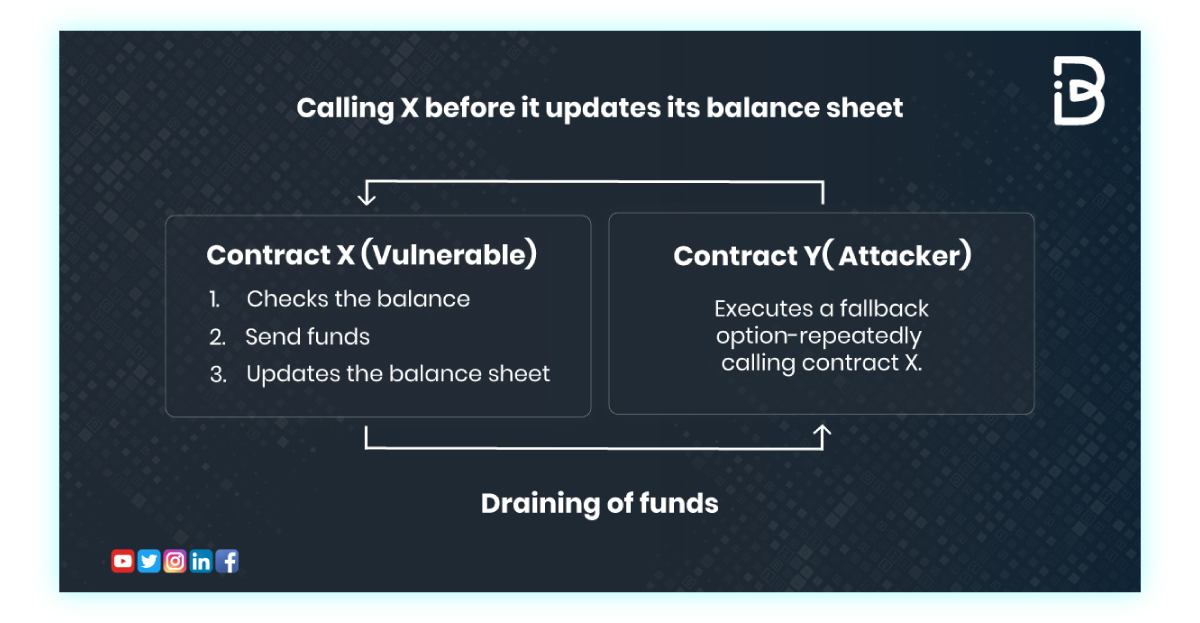 Calling X before it updates its balance sheet
Contract X (Vulnerable)
1. Checks the balance
2. Send funds
3. Updates the balance sheet
Contract Y( Attacker)
Executes a fallback
option-repeatedly
calling contract X.
Draining of funds